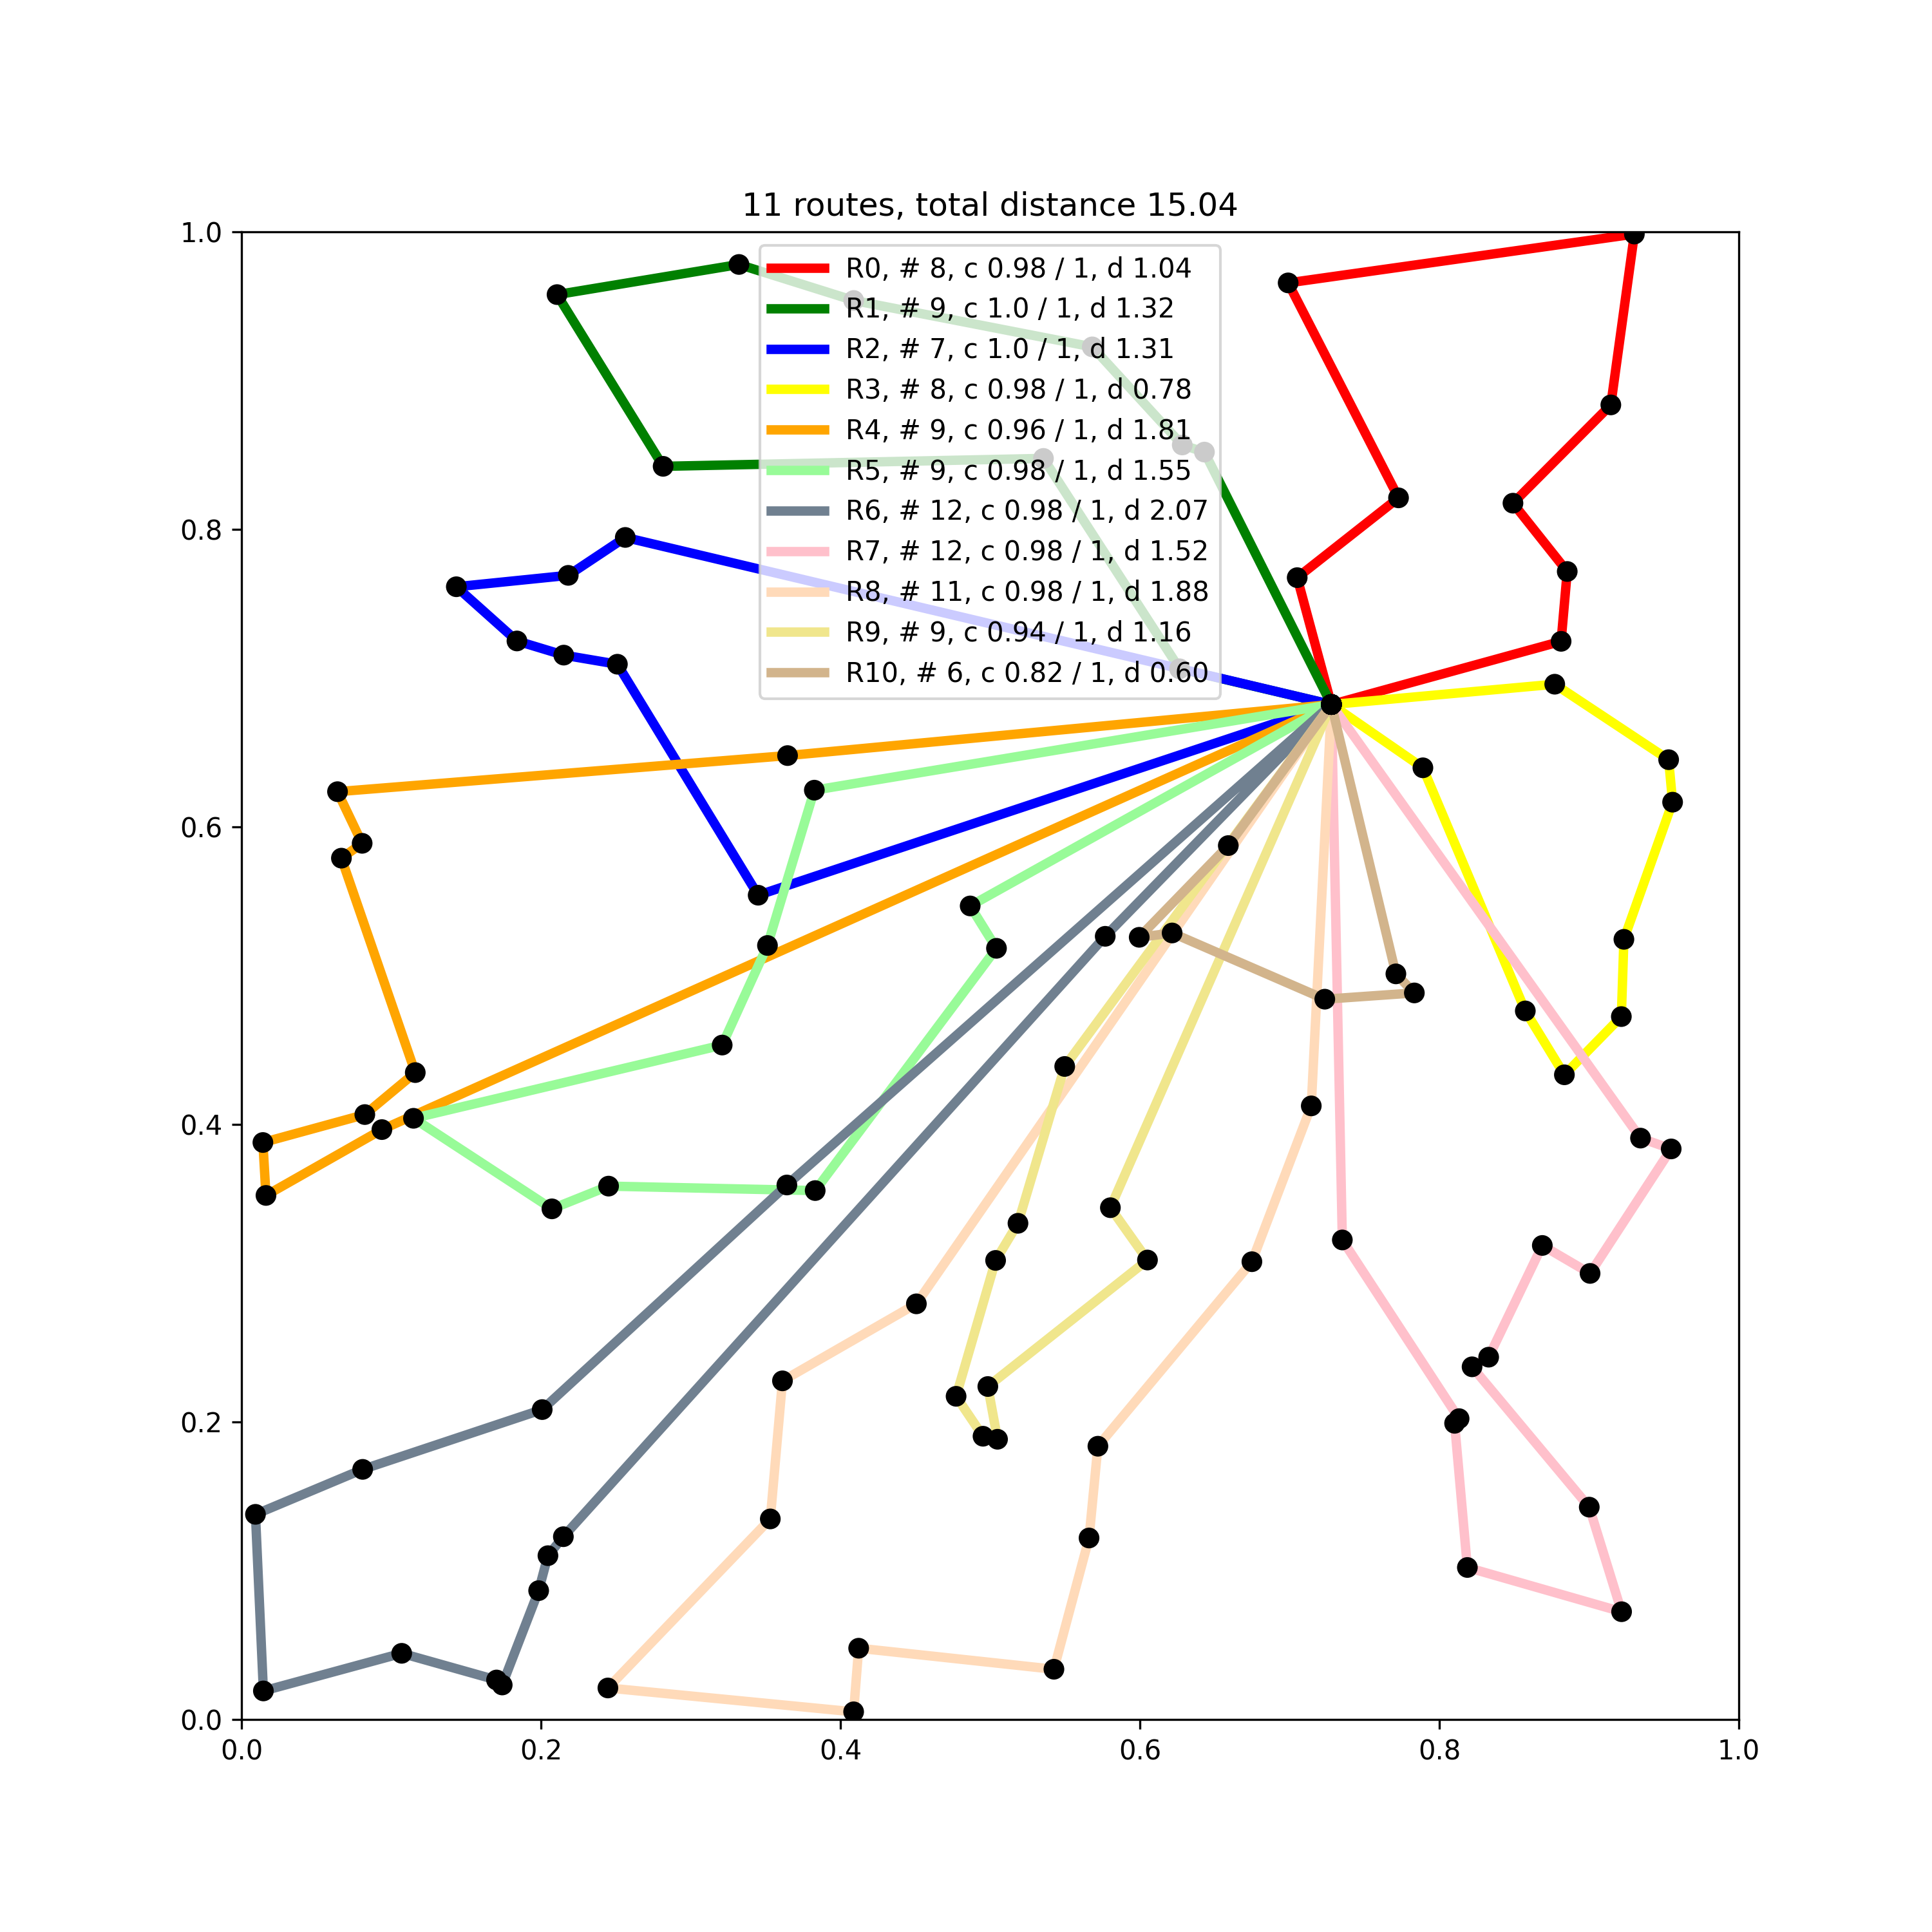 11 routes, total distance 15.04
1.0
0.8
0.6
0.4
0.2
0.0
R0, # 8, c 0.98 / 1, d 1.04
R1, # 9, c 1.0 / 1, d 1.32
R2, # 7, c 1.0 / 1, d 1.31
R3, # 8, c 0.98 / 1, d 0.78
R4, # 9, c 0.96 / 1, d 1.81
R5, # 9, c 0.98 / 1, d 1.55
R6, # 12, c 0.98 / 1, d 2.07
R7, # 12, c 0.98 / 1, d 1.52
R8, # 11, c 0.98 / 1, d 1.88
R9, # 9, c 0.94 / 1, d 1.16
R10, # 6, c 0.82 / 1, d 0.60
0.0 0.2 0.4 0.6 0.8 1.0